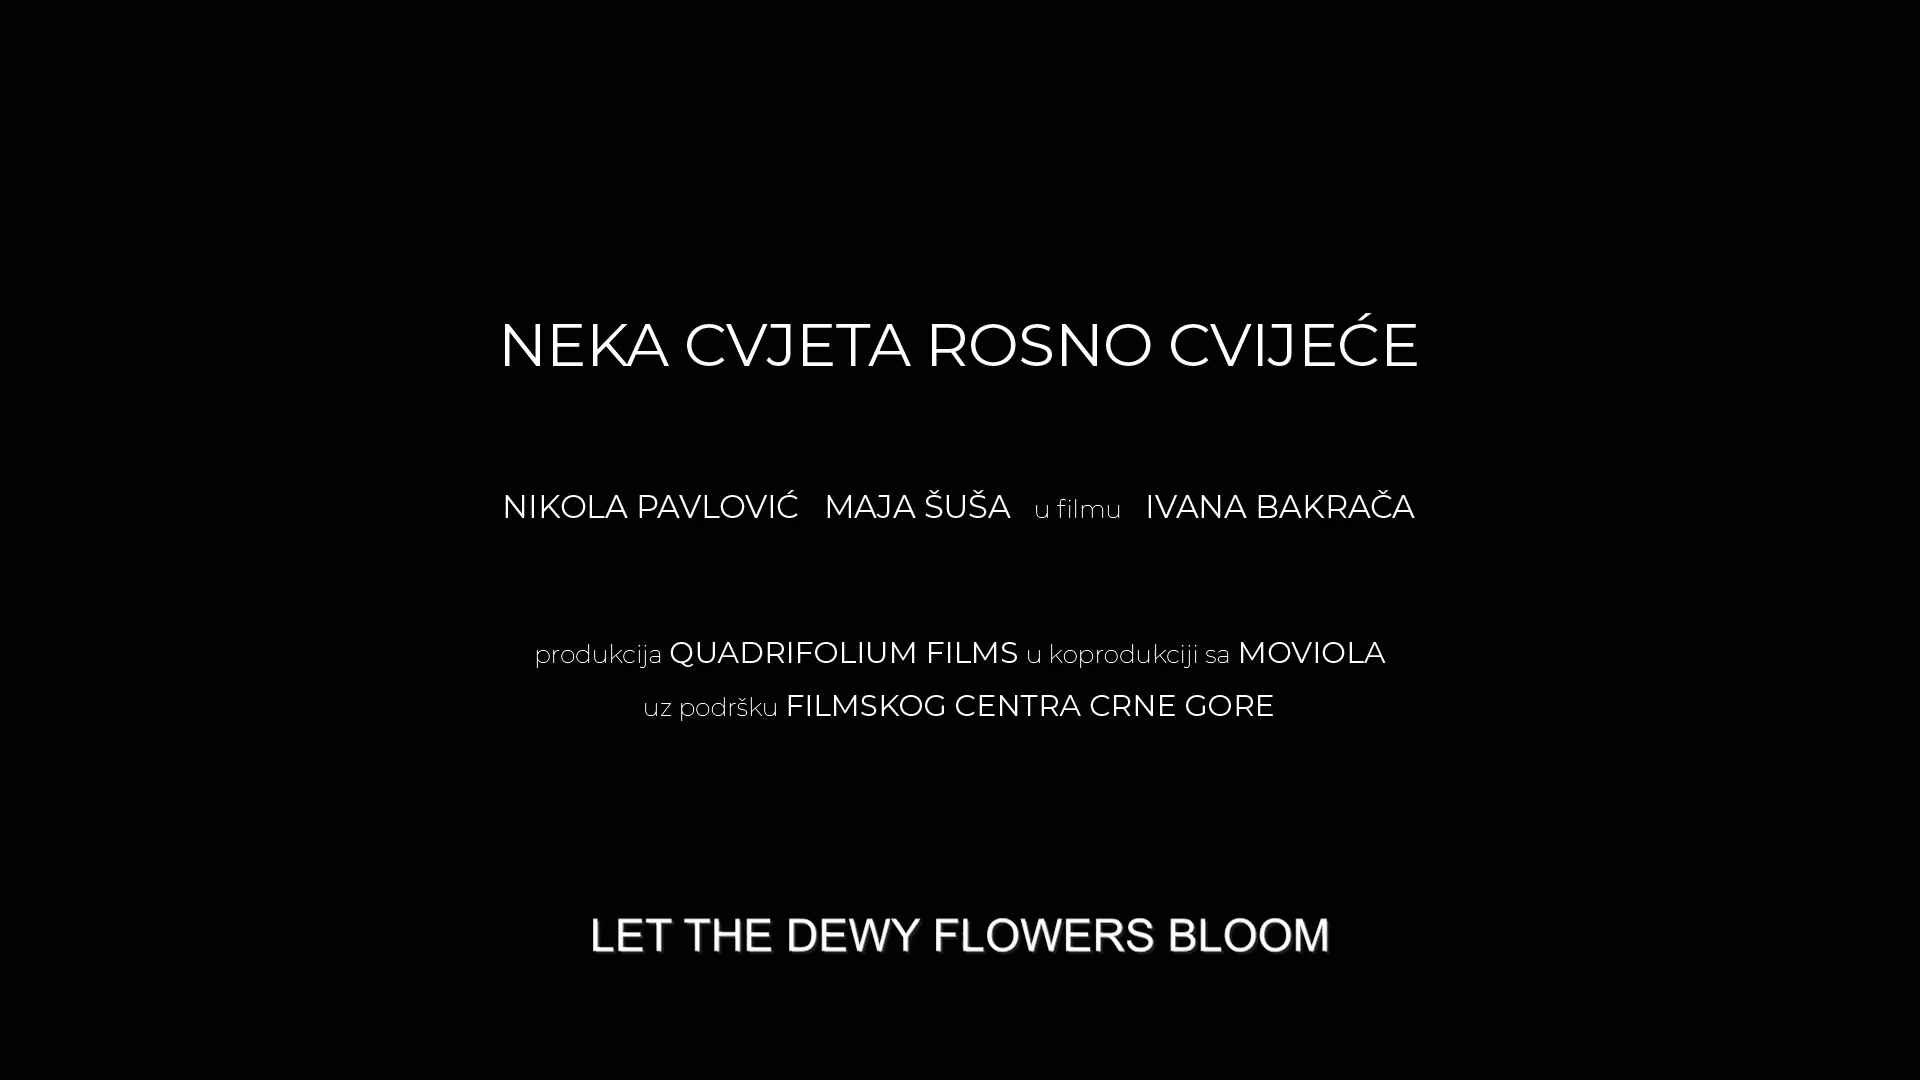 NEKA CVJETA ROSNO CVIJEĆE
NIKOLA PAVLOVIĆ MAJA ŠUŠA u filmu IVANA BAKRAČA
produkcija QUADRIFOLIUM FILMS u koprodukciji sa MOVIOLA
uz podršku FILMSKOG CENTRA CRNE GORE
LET THE DEWY FLOWERS BLOOM